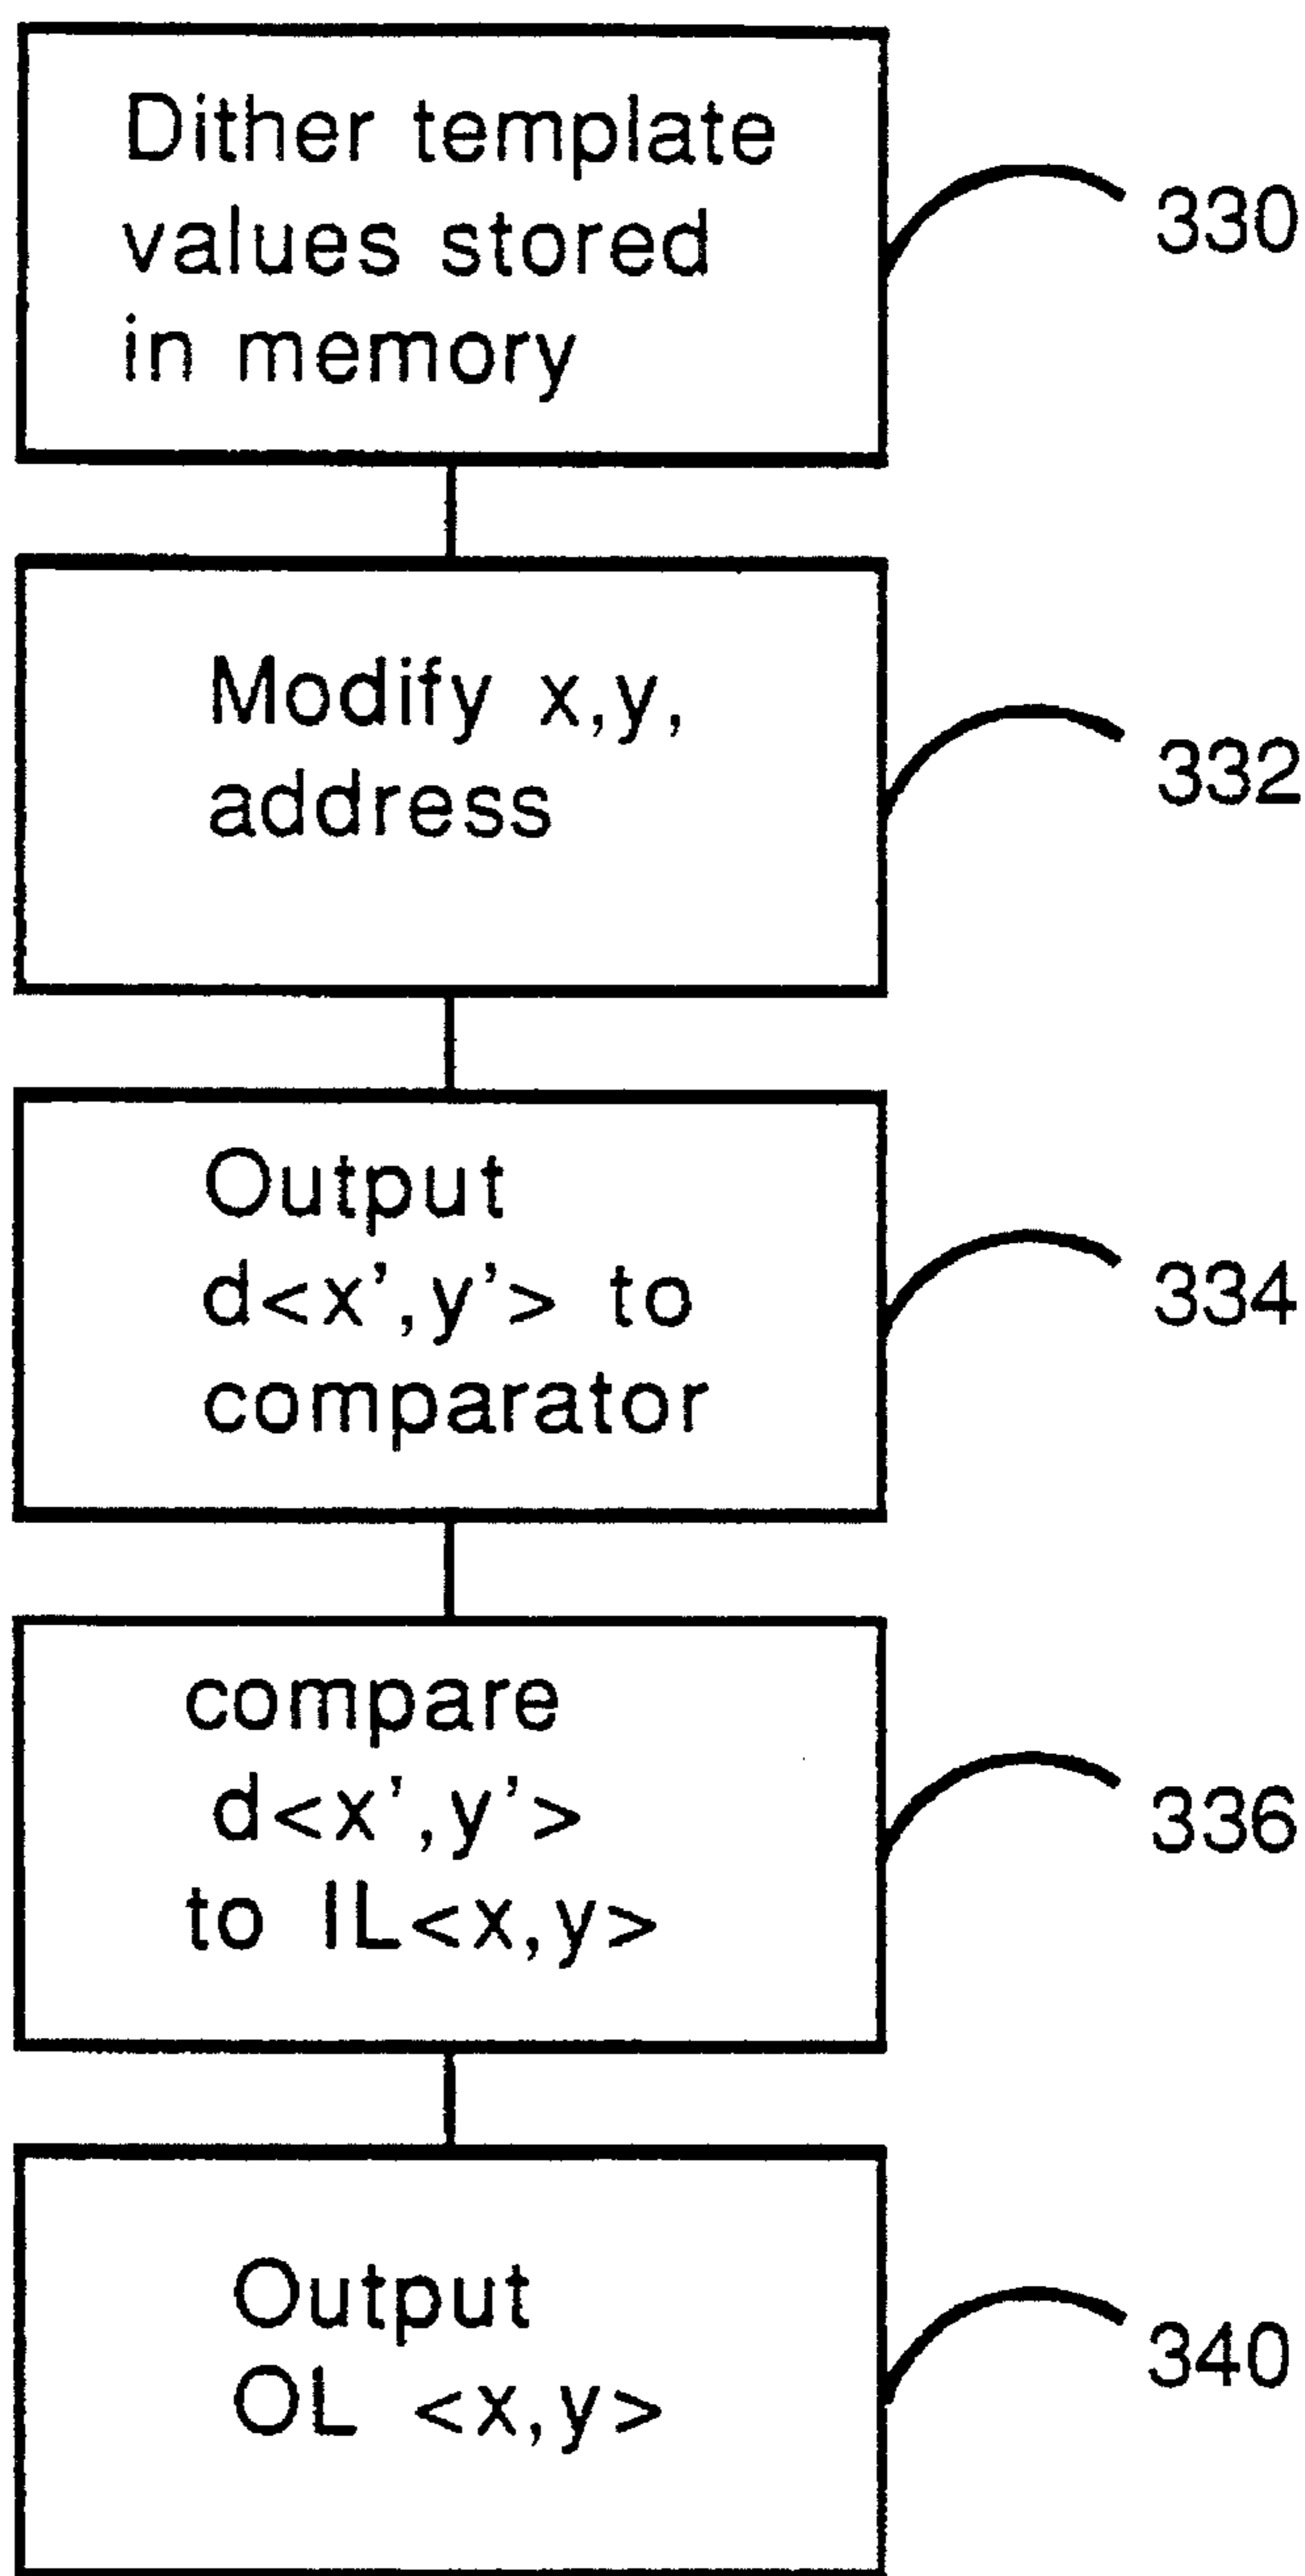 Dither template
values stored
in memory
330
Modify x,y,
address
332
Output
d<x',y'> to
comparator
334
compare
d<x',y'>
to IL<x,y>
336
Output
OL <x,y>
340